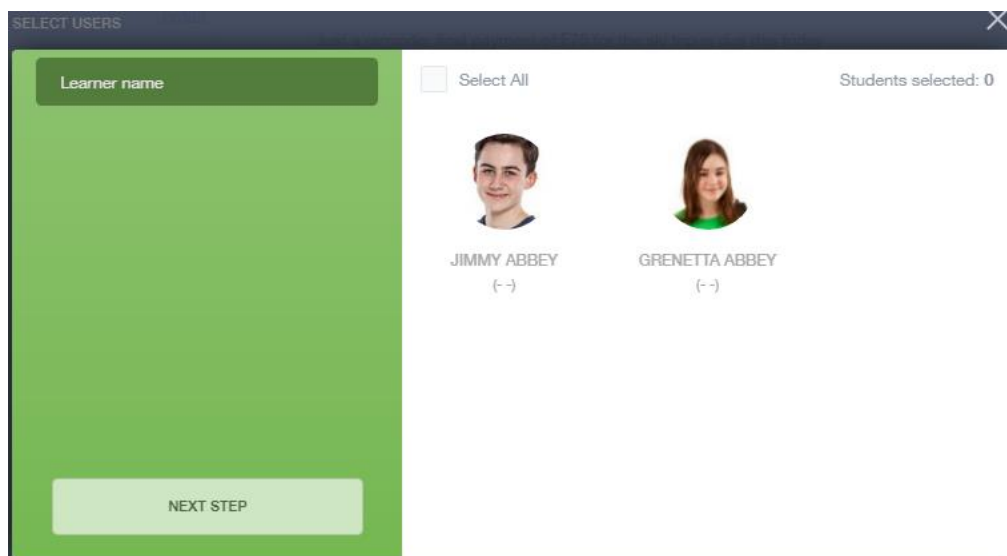 SELECT USERS
Learner name
Select All
Students selected: 0
JIMMY ABBEY
GRENETTA ABBEY
(- -)
(- -)
NEXT STEP